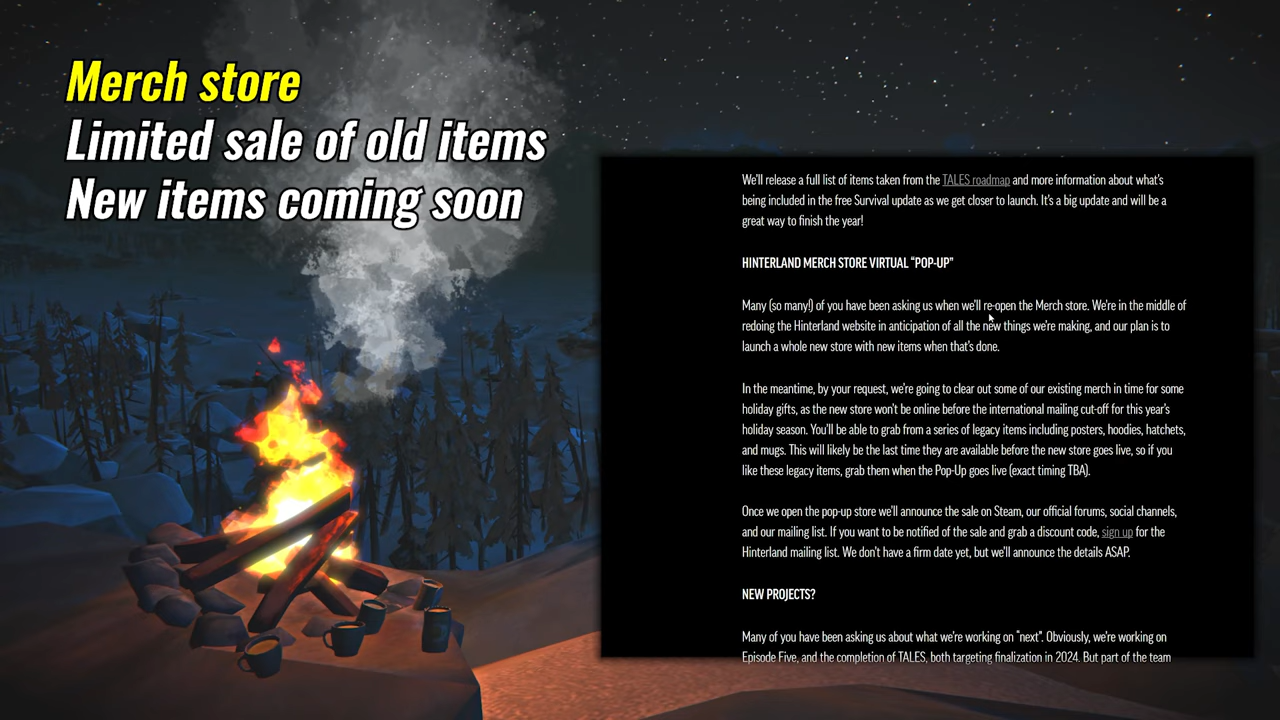 Merch store
Limited sale of old items
New items coming soon
We'll release a full list of items taken from the TALES roadmap and more information about what's
being included in the free Survival update as we get closer to launch. It's a big update and will be a
great way to finish the year!
HINTERLAND MERCH STORE VIRTUAL "POP-UP"
Many (so many!) of you have been asking us when we'll re-open the Merch store. We're in the middle of
redoing the Hinterland website in anticipation of all the new things we're making, and our plan is to
launch a whole new store with new items when that's done.
In the meantime, by your request, we're going to clear out some of our existing merch in time for some
holiday gifts, as the new store won't be online before the international mailing cut-off for this year's
holiday season. You'll be able to grab from a series of legacy items including posters, hoodies, hatchets,
and mugs. This will likely be the last time they are available before the new store goes live, so if you
like these legacy items, grab them when the Pop-Up goes live (exact timing TBA).
Once we open the pop-up store we'll announce the sale on Steam, our official forums, social channels,
and our mailing list. If you want to be notified of the sale and grab a discount code, sign up for the
Hinterland mailing list. We don't have a firm date yet, but we'll announce the details ASAP.
NEW PROJECTS?
Many of you have been asking us about what we're working on "next". Obviously, we're working on
Episode Five, and the completion of TALES, both targeting finalization in 2024. But part of the team